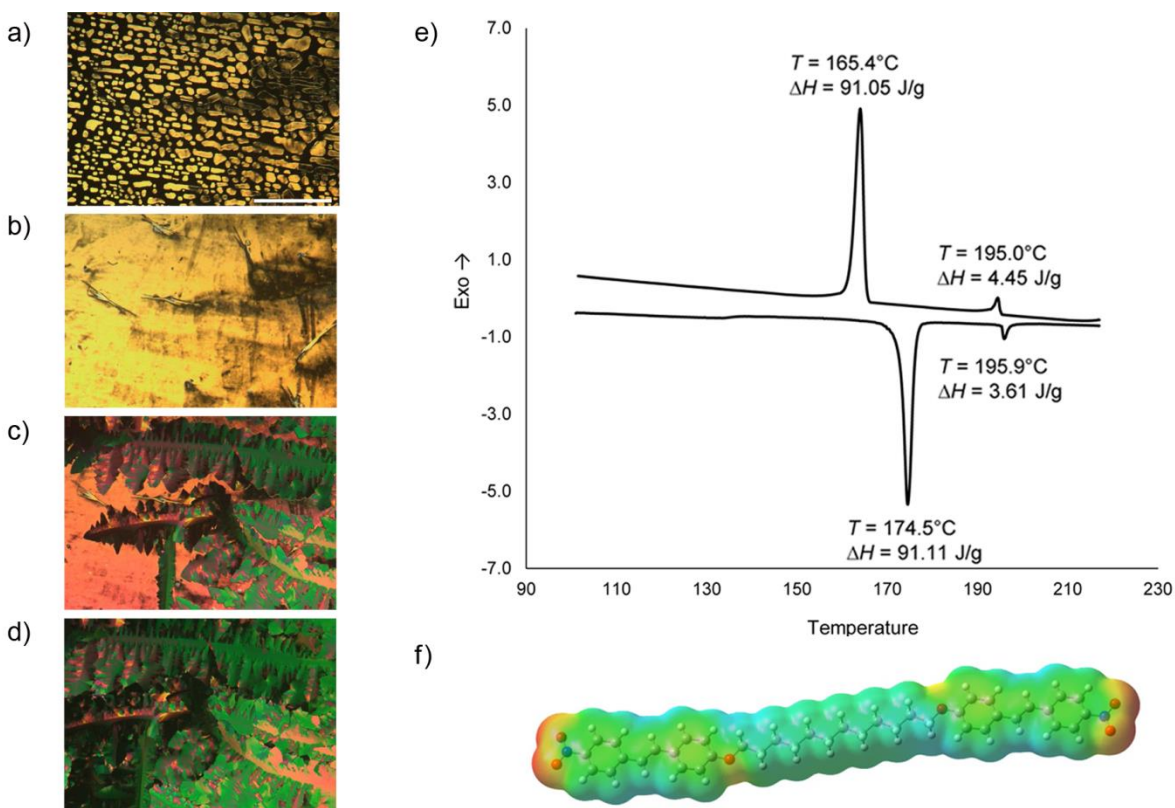 a)
b)
c)
d)
e)
7.0
5.0
3.0
1.0
-1.0
-3.0
-5.0
-7.0
Exo →
T = 165.4°C
ΔH = 91.05 J/g
T = 195.0°C
ΔH = 4.45 J/g
T = 195.9°C
ΔH = 3.61 J/g
T = 174.5°C
ΔH = 91.11 J/g
90 110 130 150 170 190 210 230
Temperature
f)